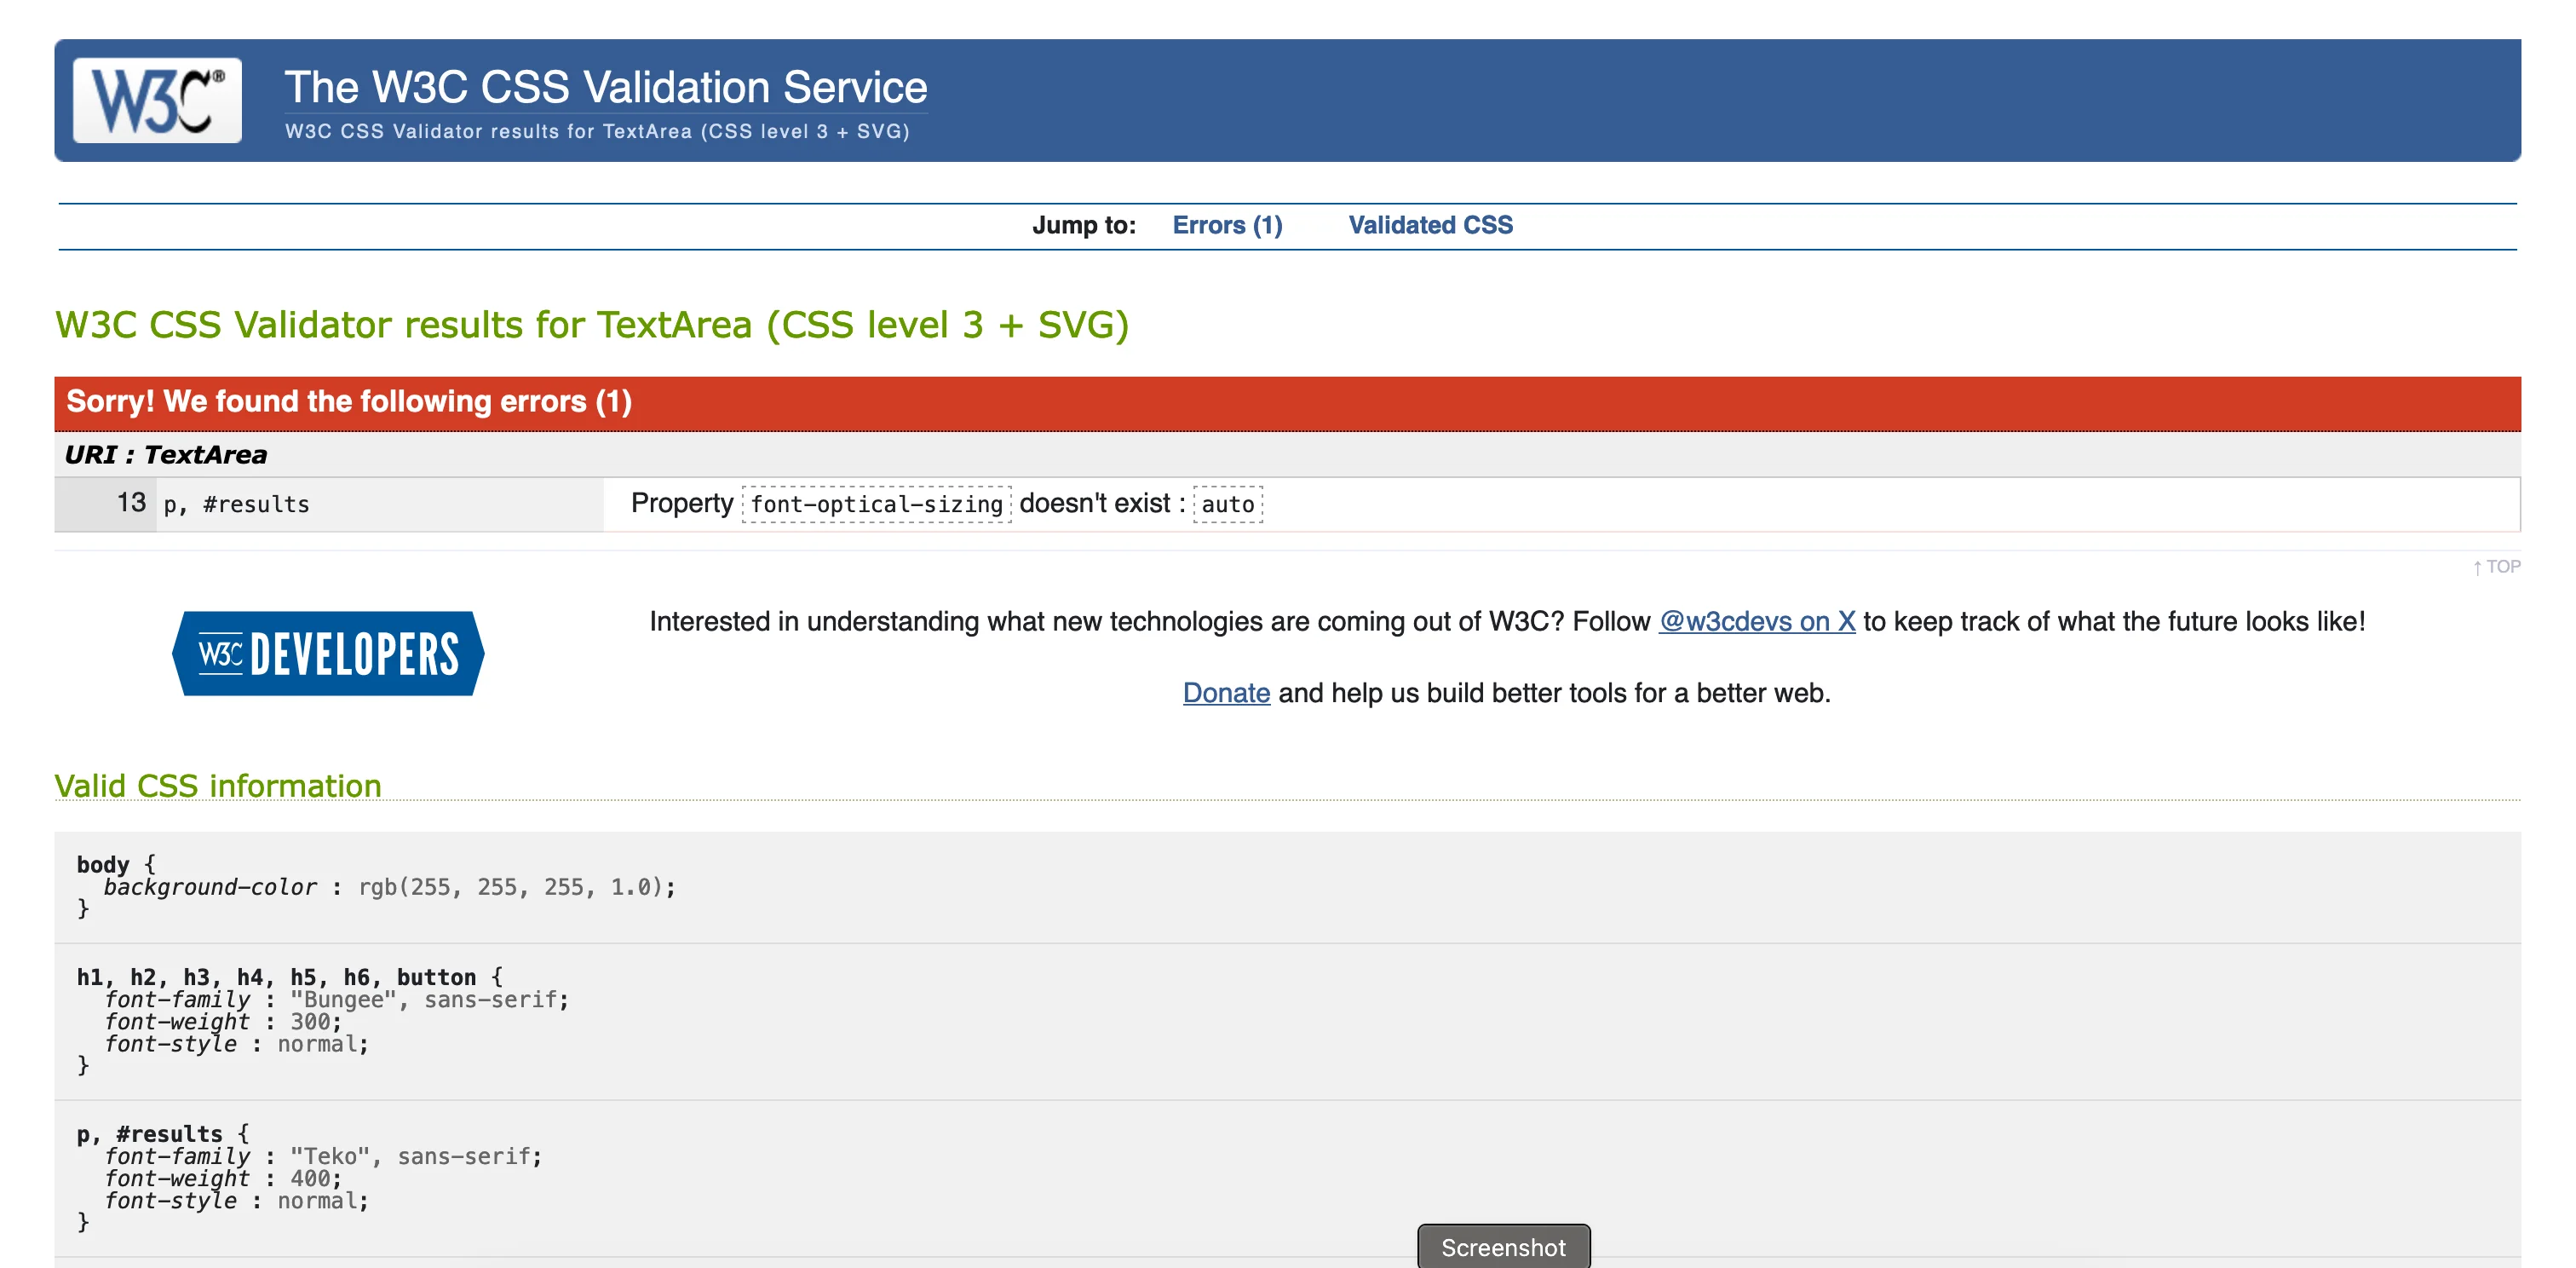 W3C®
The W3C CSS Validation Service
W3C CSS Validator results for TextArea (CSS level 3 + SVG)
Jump to: Errors (1) Validated CSS
W3C CSS Validator results for TextArea (CSS level 3 + SVG)
Sorry! We found the following errors (1)
URI : TextArea
13 p, #results Property font-optical-sizing doesn't exist : auto
↑ TOP
W3C DEVELOPERS
Interested in understanding what new technologies are coming out of W3C? Follow @w3cdevs on X to keep track of what the future looks like!
Donate and help us build better tools for a better web.
Valid CSS information
body {
background-color : rgb(255, 255, 255, 1.0);
}
h1, h2, h3, h4, h5, h6, button {
font-family : "Bungee", sans-serif;
font-weight : 300;
font-style : normal;
}
p, #results {
font-family : "Teko", sans-serif;
font-weight : 400;
font-style : normal;
}
Screenshot